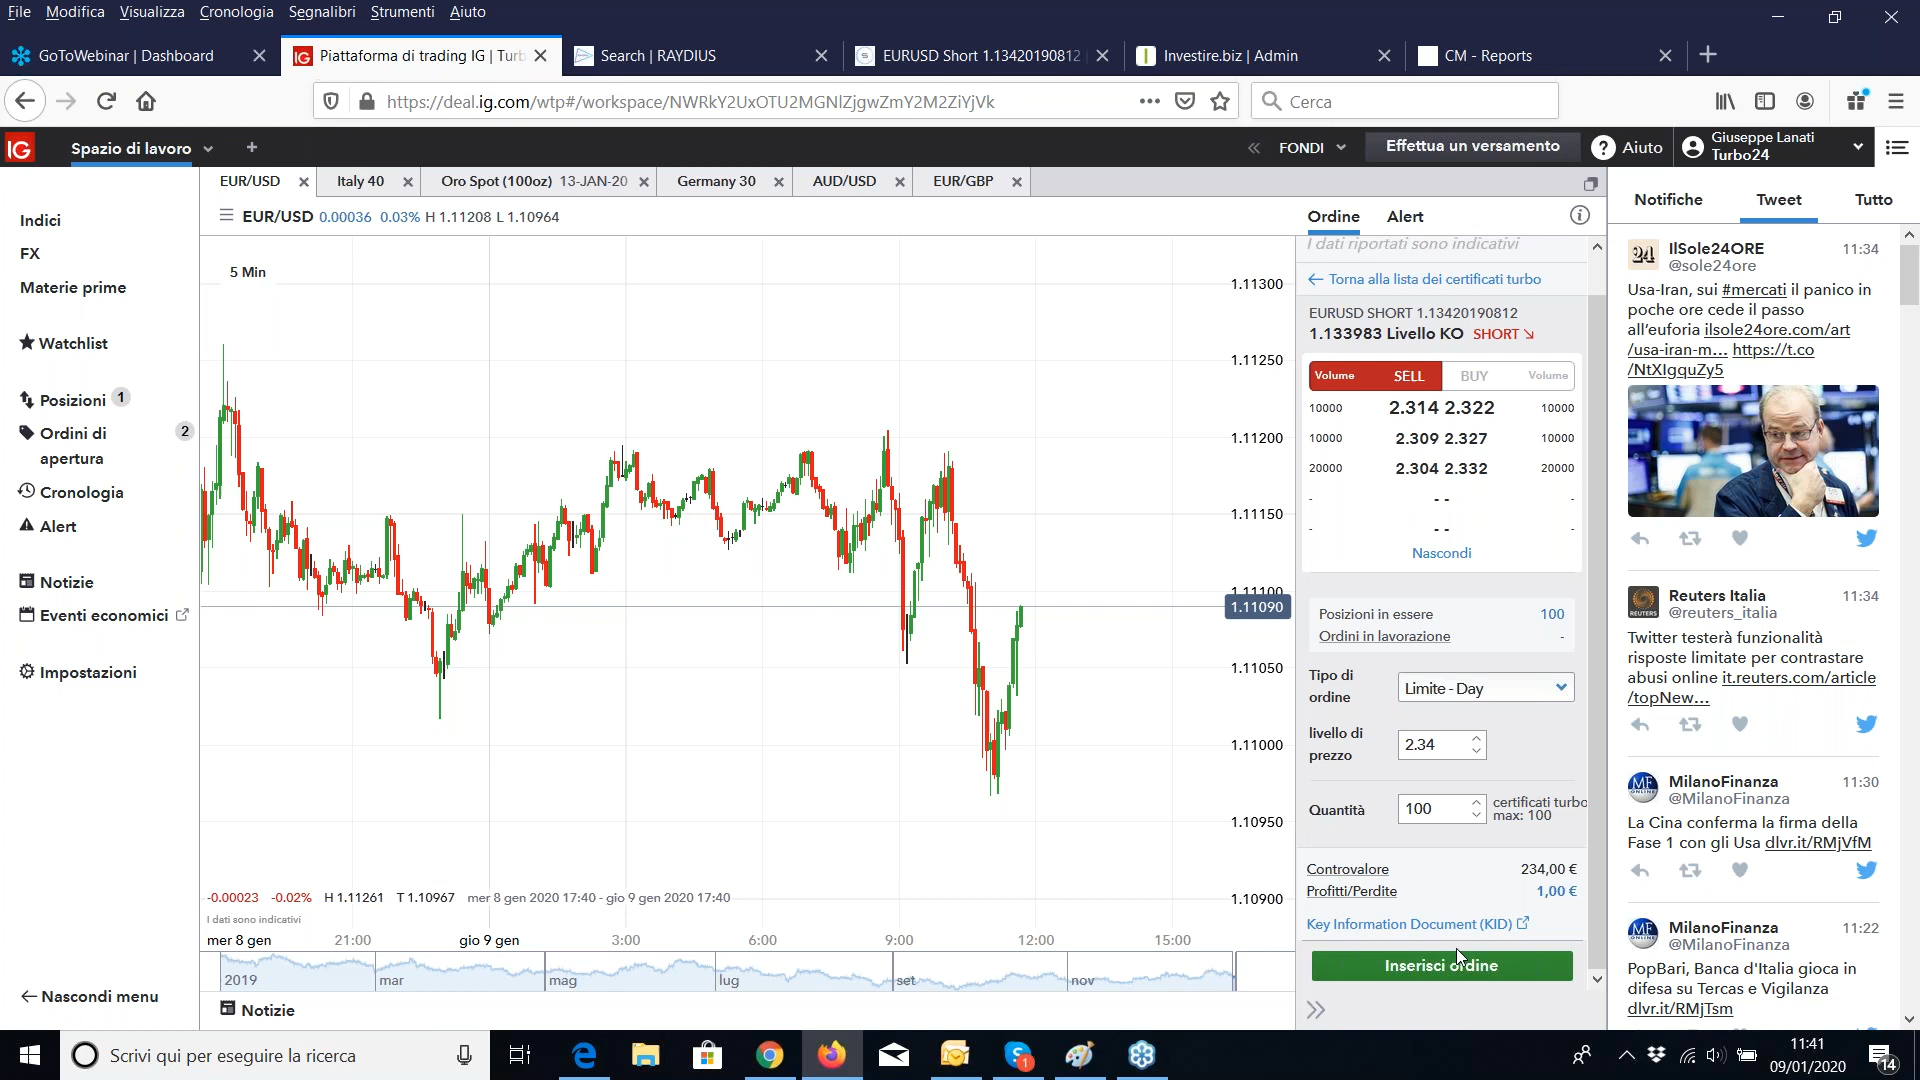 File Modifica Visualizza Cronologia Segnalibri Strumenti Aiuto
GoToWebinar | Dashboard
IG Piattaforma di trading IG | Turb
Search | RAYDIUS
EURUSD Short 1.13420190812
Investire.biz | Admin
CM - Reports
https://deal.ig.com/wtp#/workspace/NWRkY2UxOTU2MGNlZjgwZmY2M2ZiYjVk
Cerca
IG
Spazio di lavoro
FONDI
Effettua un versamento
Aiuto
Giuseppe Lanati
Turbo24
EUR/USD
Italy 40
Oro Spot (100oz) 13-JAN-20
Germany 30
AUD/USD
EUR/GBP
Indici
FX
Materie prime
Watchlist
Posizioni 1
Ordini di apertura 2
Cronologia
Alert
Notizie
Eventi economici
Impostazioni
Nascondi menu
EUR/USD 0.00036 0.03% H 1.11208 L 1.10964
5 Min
1.11300
1.11250
1.11200
1.11150
1.11100
1.11090
1.11050
1.11000
1.10950
1.10900
-0.00023 -0.02% H 1.11261 T 1.10967 mer 8 gen 2020 17:40 - gio 9 gen 2020 17:40
I dati sono indicativi
mer 8 gen 21:00 gio 9 gen 3:00 6:00 9:00 12:00 15:00
2019 mar mag lug set nov
Notizie
Ordine Alert
I dati riportati sono indicativi
Torna alla lista dei certificati turbo
EURUSD SHORT 1.13420190812
1.133983 Livello KO SHORT
Volume SELL BUY Volume
10000 2.314 2.322 10000
10000 2.309 2.327 10000
20000 2.304 2.332 20000
- - - -
- - - -
Nascondi
Posizioni in essere 100
Ordini in lavorazione -
Tipo di ordine Limite - Day
livello di prezzo 2.34
Quantità 100 certificati turbo
max: 100
Controvalore 234,00 €
Profitti/Perdite 1,00 €
Key Information Document (KID)
Inserisci ordine
Notifiche Tweet Tutto
24 IlSole24ORE 11:34
@sole24ore
Usa-Iran, sui #mercati il panico in
poche ore cede il passo
all'euforia ilsole24ore.com/art
/usa-iran-m... https://t.co
/NtXIgquZy5
REUTERS Reuters Italia 11:34
@reuters_italia
Twitter testerà funzionalità
risposte limitate per contrastare
abusi online it.reuters.com/article
/topNew...
MF ONLINE MilanoFinanza 11:30
@MilanoFinanza
La Cina conferma la firma della
Fase 1 con gli Usa dlvr.it/RMjVfM
MF ONLINE MilanoFinanza 11:22
@MilanoFinanza
PopBari, Banca d'Italia gioca in
difesa su Tercas e Vigilanza
dlvr.it/RMjTsm
Scrivi qui per eseguire la ricerca
1
11:41
09/01/2020
14